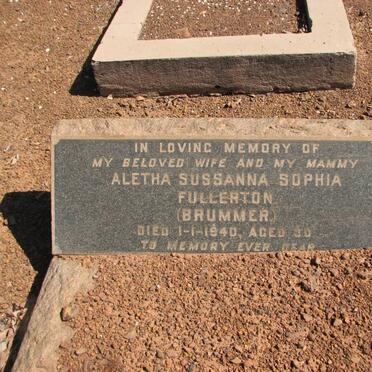 IN LOVING MEMORY OF
MY BELOVED WIFE AND MY MAMMY
ALETHA SUSSANNA SOPHIA
FULLERTON
(BRUMMER)
DIED 1-1-1940, AGED 30
TO MEMORY EVER DEAR